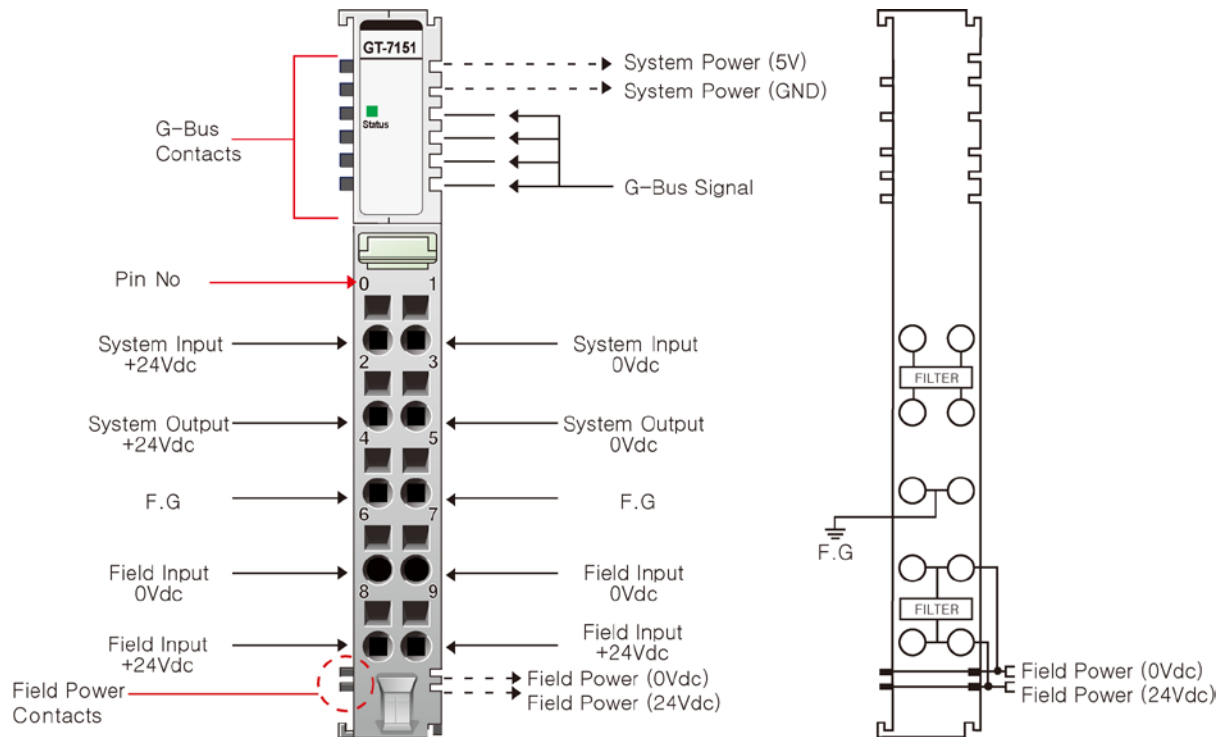 GT-7151
Status
System Power (5V)
System Power (GND)
G-Bus
Contacts
G-Bus Signal
Pin No
0 1
System Input
+24Vdc
System Input
0Vdc
2 3
System Output
+24Vdc
System Output
0Vdc
4 5
F.G
F.G
6 7
Field Input
0Vdc
Field Input
0Vdc
8 9
Field Input
+24Vdc
Field Input
+24Vdc
Field Power
Contacts
Field Power (0Vdc)
Field Power (24Vdc)
FILTER
F.G
FILTER
Field Power (0Vdc)
Field Power (24Vdc)